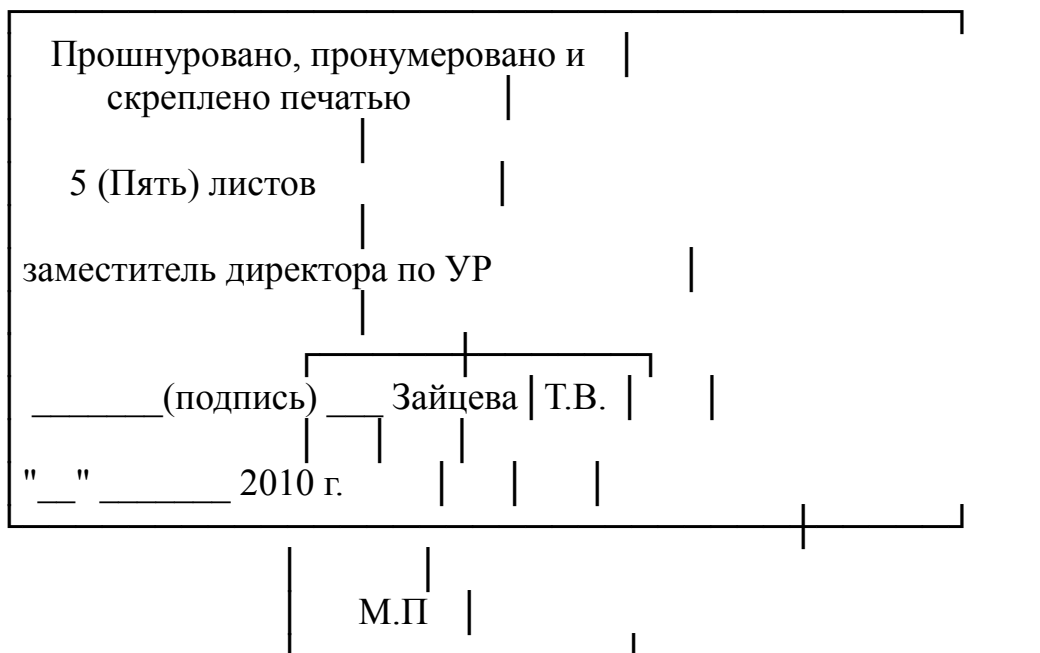 Прошнуровано, пронумеровано и
скреплено печатью
5 (Пять) листов
заместитель директора по УР
_______(подпись) ___ Зайцева Т.В.
"__" _______ 2010 г.
М.П